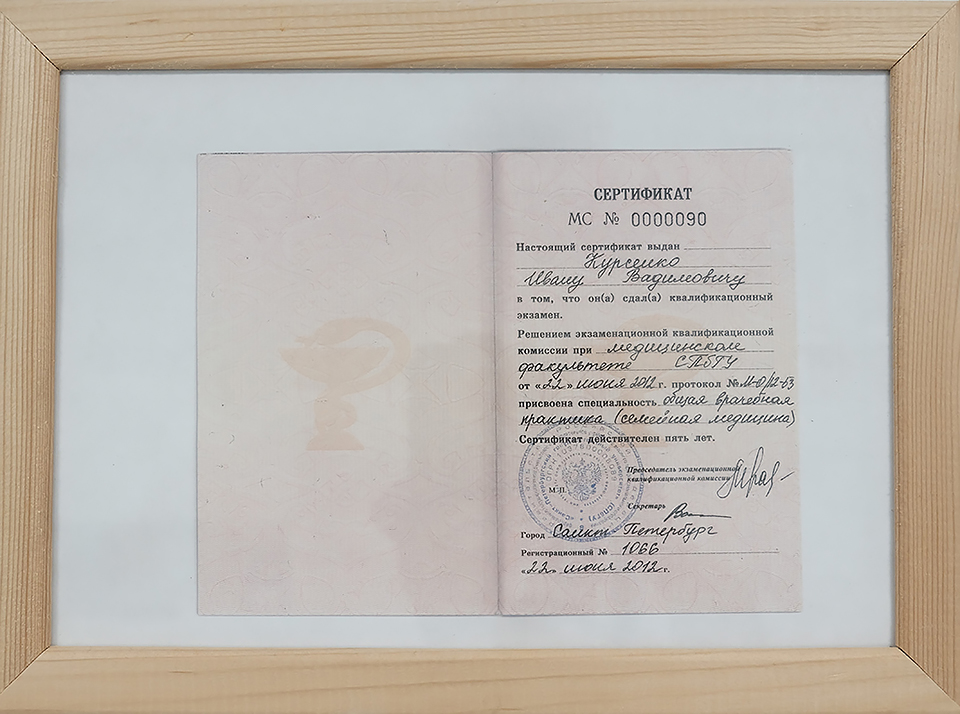 СЕРТИФИКАТ
МС № 0000090
Настоящий сертификат выдан
Курсенко
Ивану Вадимовичу
в том, что он(а) сдал(а) квалификационный
экзамен.
Решением экзаменационной квалификационной
комиссии при медицинском
факультете СПбГУ
от «22» июня 2012 г. протокол № М-О/12-53
присвоена специальность общая врачебная
практика (семейная медицина)
Сертификат действителен пять лет.
Председатель экзаменационной
квалификационной комиссии
М.П.
Секретарь
Город Санкт-Петербург
Регистрационный № 1066
«22» июня 2012 г.